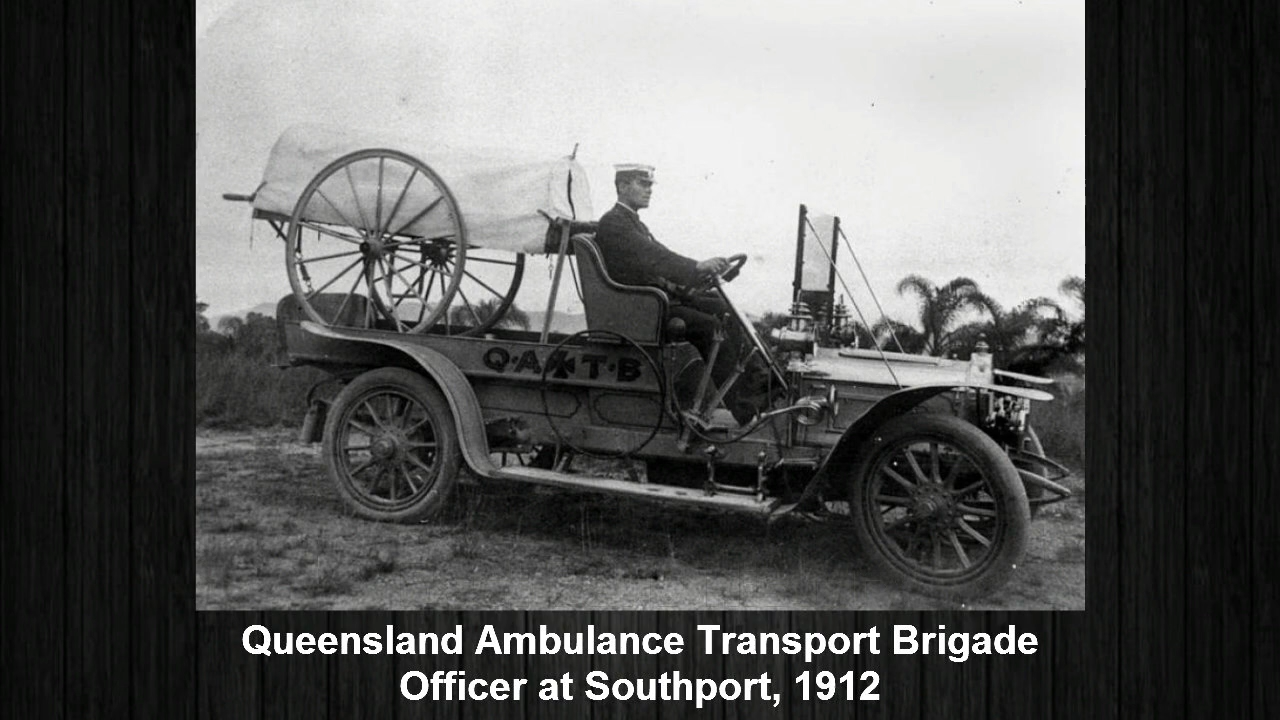 Q·A✠T·B
Queensland Ambulance Transport Brigade
Officer at Southport, 1912